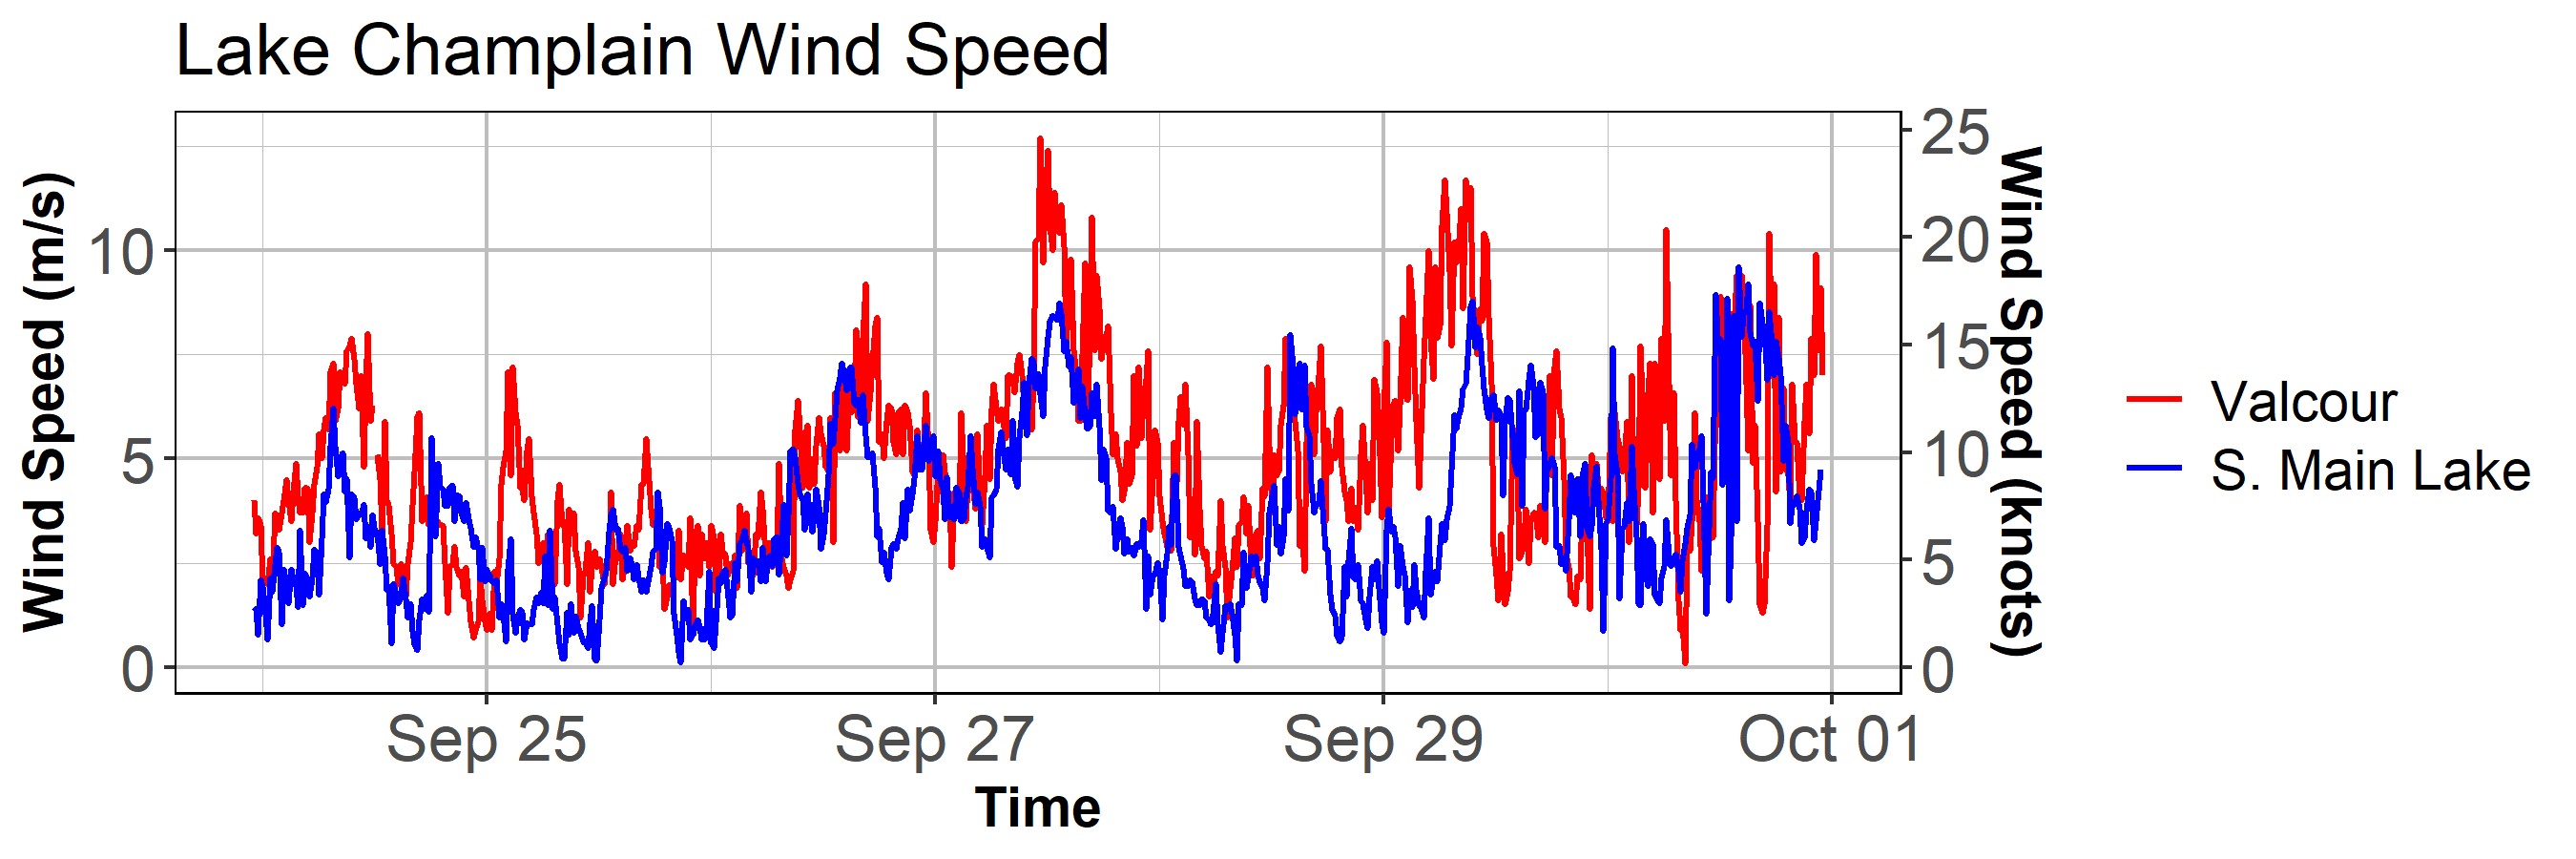 Lake Champlain Wind Speed
Wind Speed (m/s)
10
5
0
25
20
15
10
5
0
Wind Speed (knots)
Sep 25
Sep 27
Sep 29
Oct 01
Time
Valcour
S. Main Lake